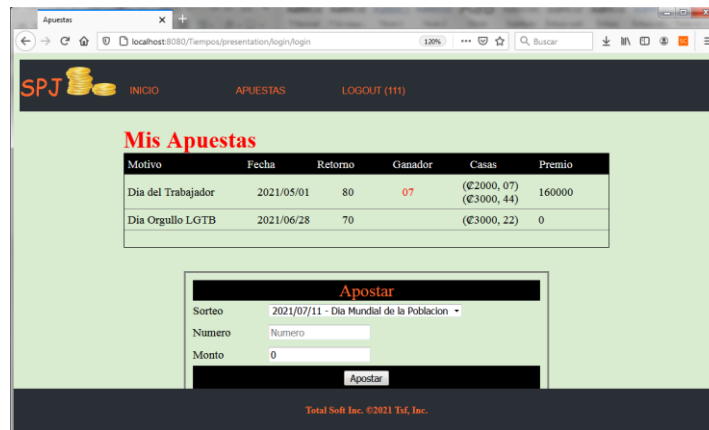 Apuestas
localhost:8080/Tiempos/presentation/login/login
120%
Buscar
SPJ
INICIO APUESTAS LOGOUT (111)
Mis Apuestas
Motivo Fecha Retorno Ganador Casas Premio
Dia del Trabajador 2021/05/01 80 07 (₡2000, 07) 160000
(₡3000, 44)
Dia Orgullo LGTB 2021/06/28 70 (₡3000, 22) 0
Apostar
Sorteo 2021/07/11 - Dia Mundial de la Poblacion
Numero Numero
Monto 0
Apostar
Total Soft Inc. ©2021 Tsf, Inc.